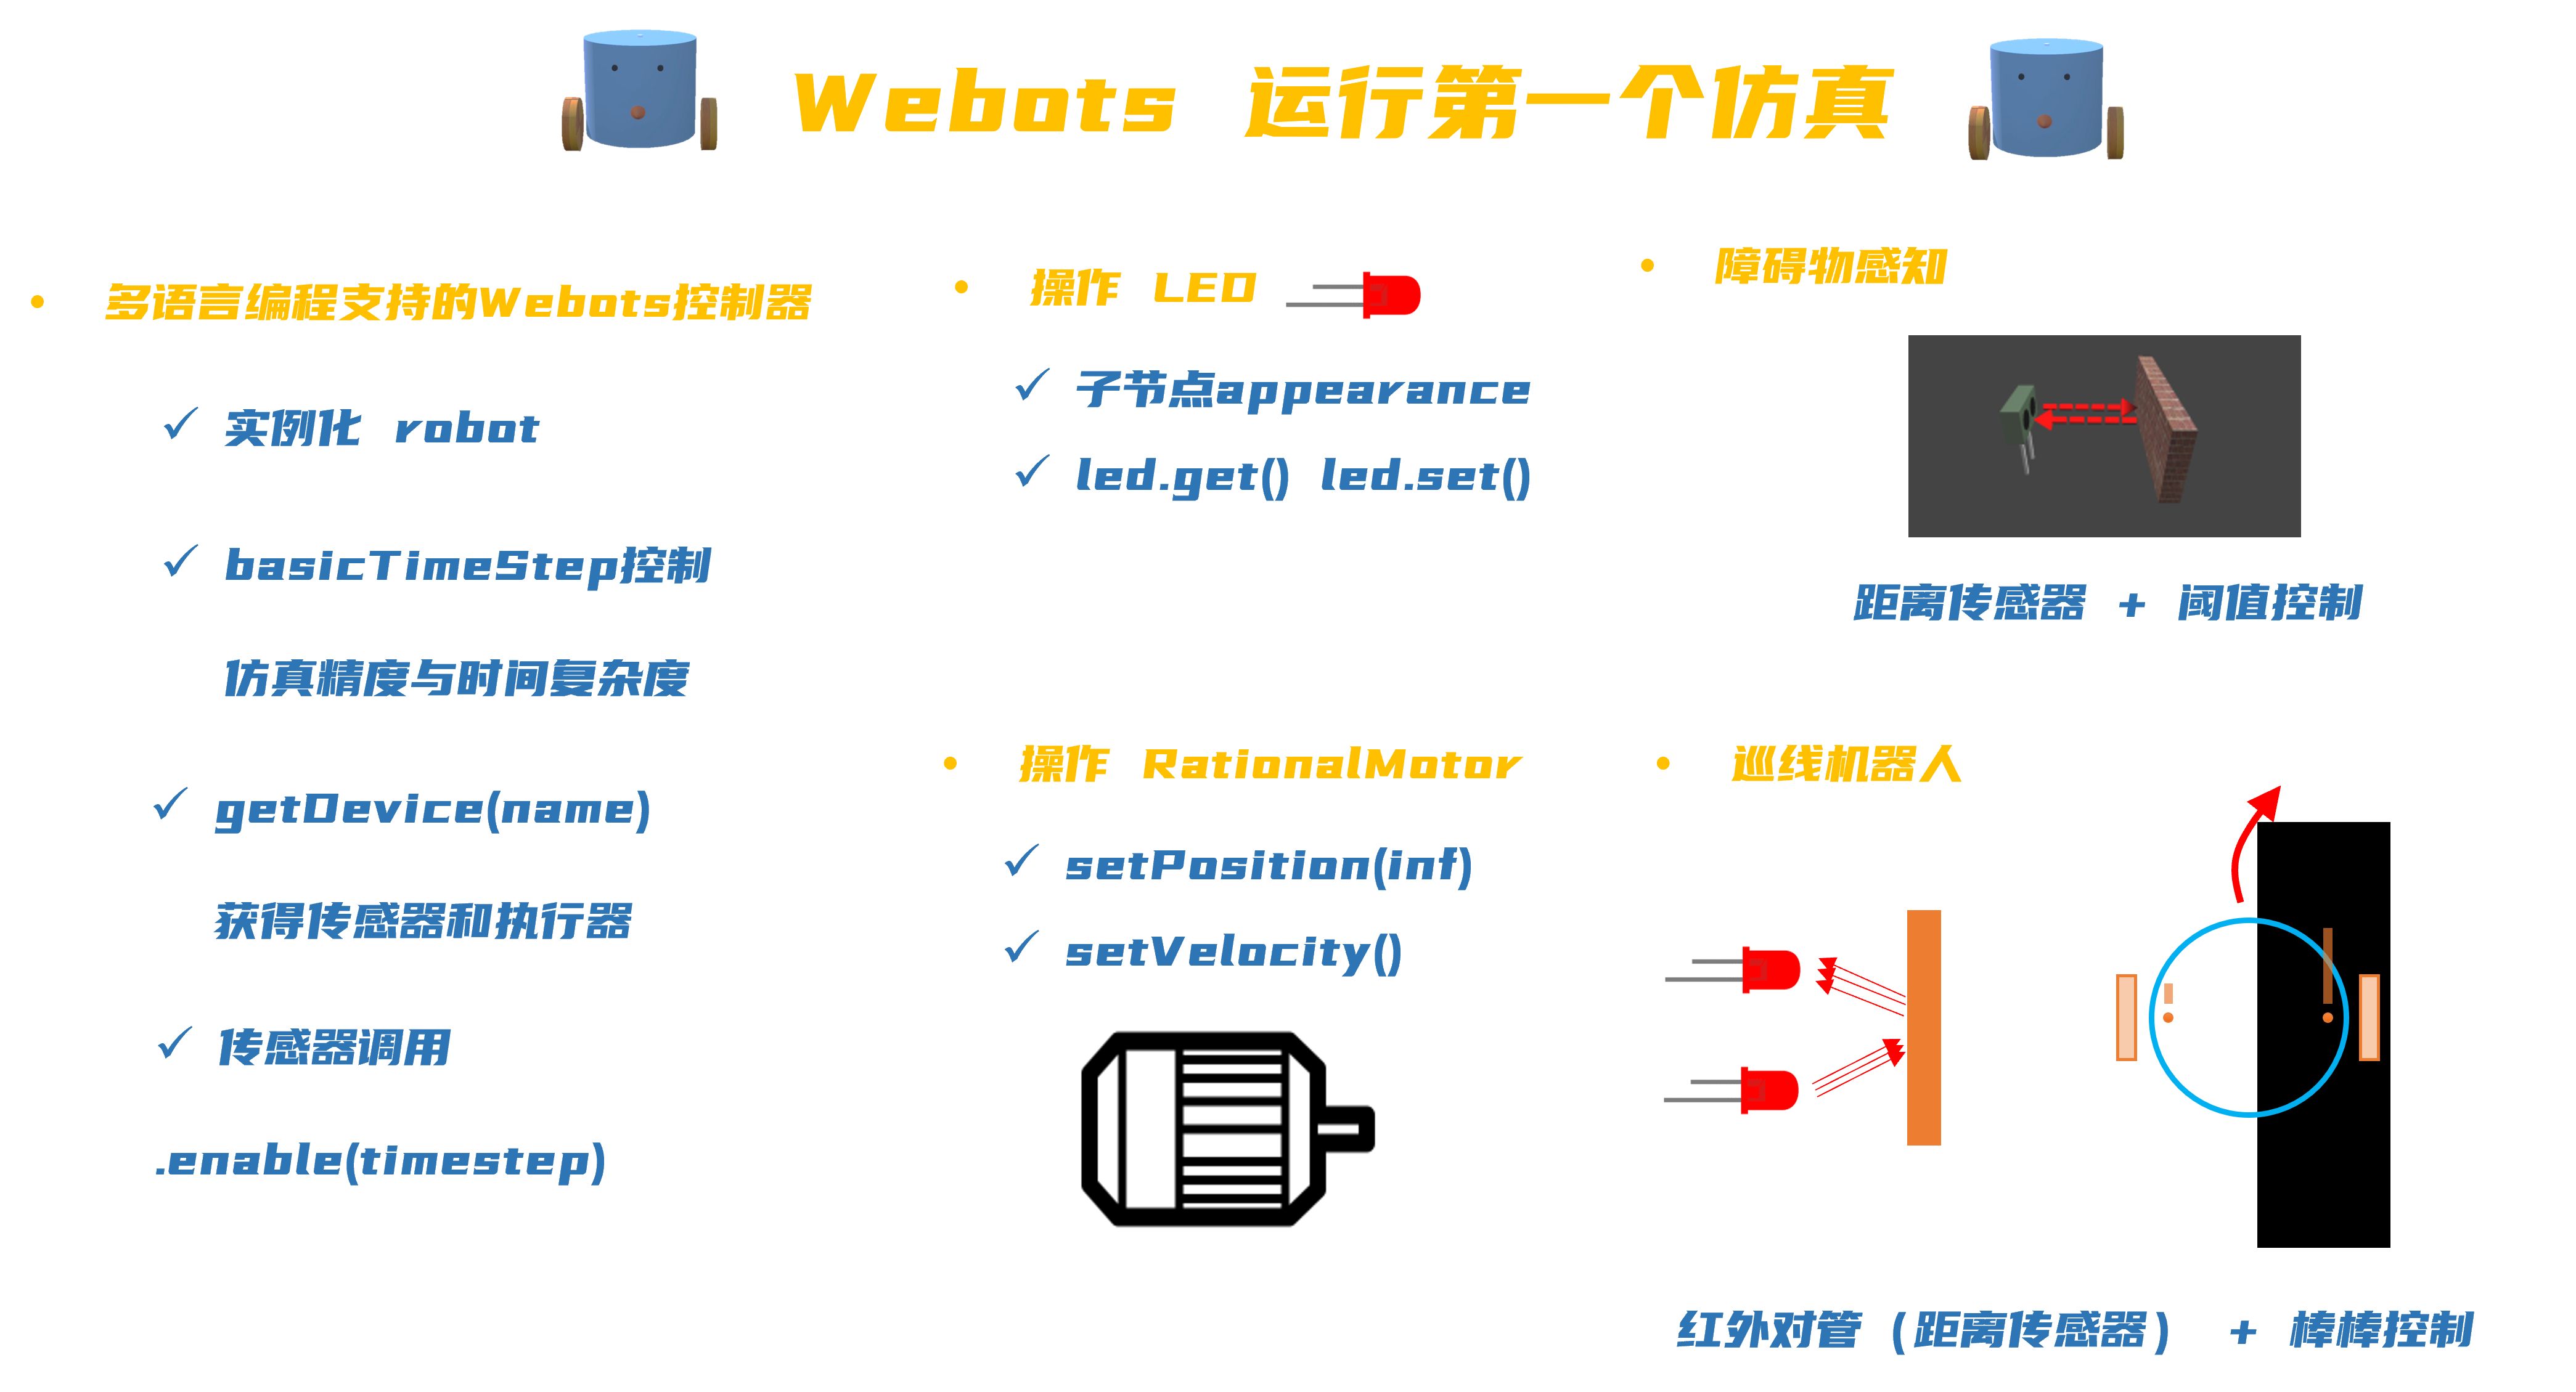 Webots 运行第一个仿真
• 多语言编程支持的Webots控制器
✓ 实例化 robot
✓ basicTimeStep控制
仿真精度与时间复杂度
✓ getDevice(name)
获得传感器和执行器
✓ 传感器调用
.enable(timestep)
• 操作 LED
✓ 子节点appearance
✓ led.get() led.set()
• 操作 RationalMotor
✓ setPosition(inf)
✓ setVelocity()
• 障碍物感知
距离传感器 + 阈值控制
• 巡线机器人
红外对管（距离传感器） + 棒棒控制